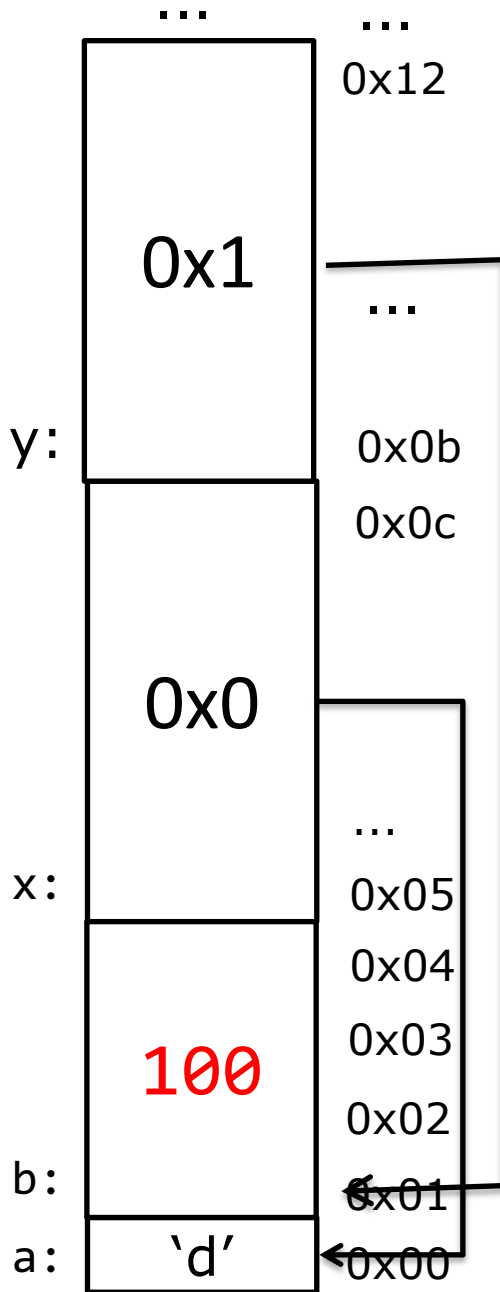 ... ...
0x12
0x1
...
y: 0x0b
0x0c
0x0
...
x: 0x05
0x04
0x03
100
0x02
b: 0x01
a: ‘d’ 0x00